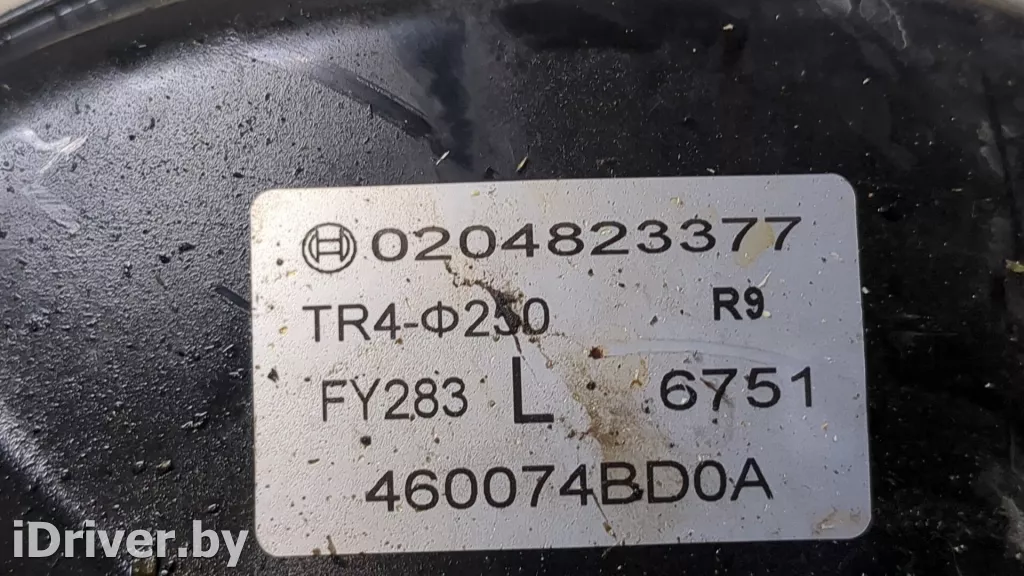 0204823377
TR4-Φ250 R9
FY283 L 6751
460074BD0A
iDriver.by